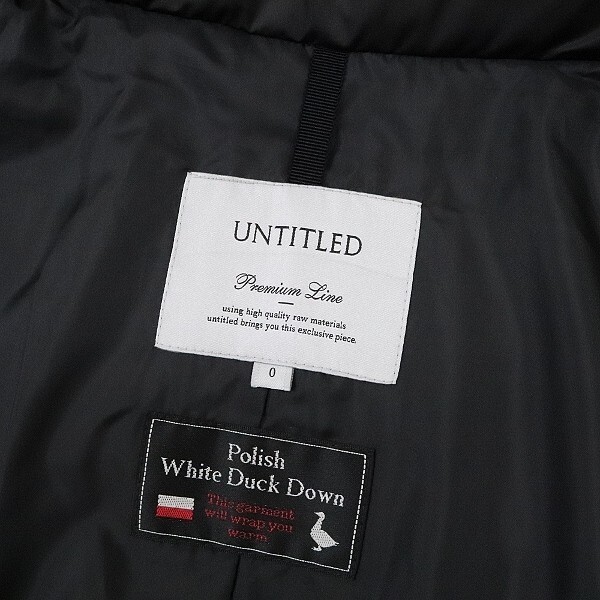 UNTITLED
Premium Line
using high quality raw materials
untitled brings you this exclusive piece.
0
Polish
White Duck Down
This garment
will wrap you
warm.